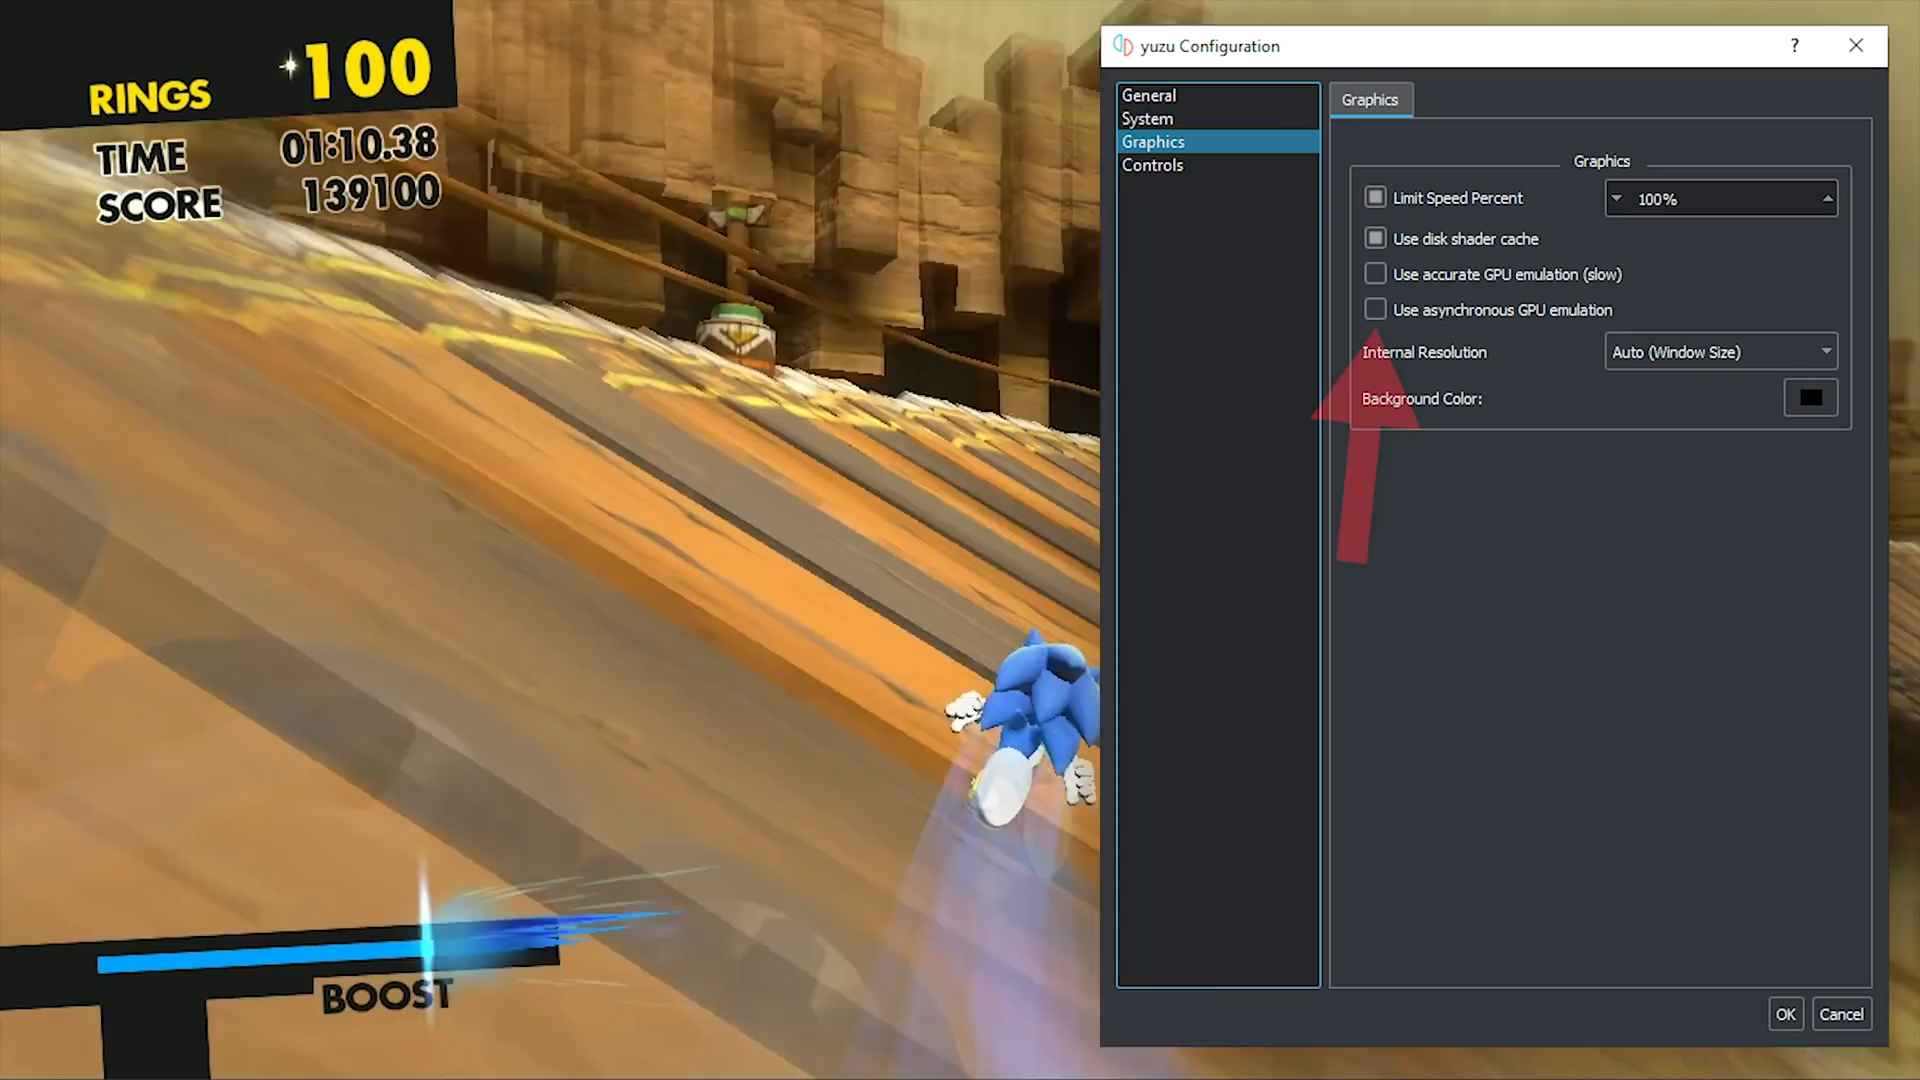 RINGS 100
TIME 01:10.38
SCORE 139100
BOOST
yuzu Configuration
?
General
System
Graphics
Controls
Graphics
Graphics
Limit Speed Percent 100%
Use disk shader cache
Use accurate GPU emulation (slow)
Use asynchronous GPU emulation
Internal Resolution Auto (Window Size)
Background Color:
OK Cancel